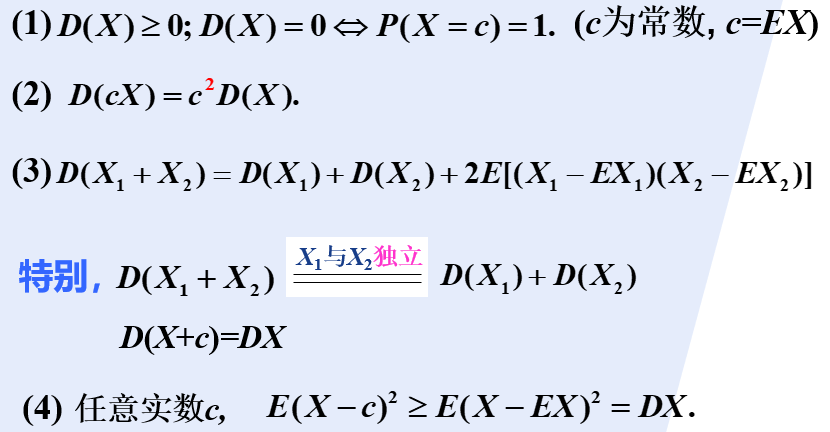 (1) D(X) ≥ 0; D(X) = 0 ⇔ P(X = c) = 1. (c为常数, c=EX)
(2) D(cX) = c²D(X).
(3) D(X₁ + X₂) = D(X₁) + D(X₂) + 2E[(X₁ − EX₁)(X₂ − EX₂)]
X₁与X₂独立
特别, D(X₁ + X₂) ═ D(X₁) + D(X₂)
D(X+c)=DX
(4) 任意实数c, E(X − c)² ≥ E(X − EX)² = DX.